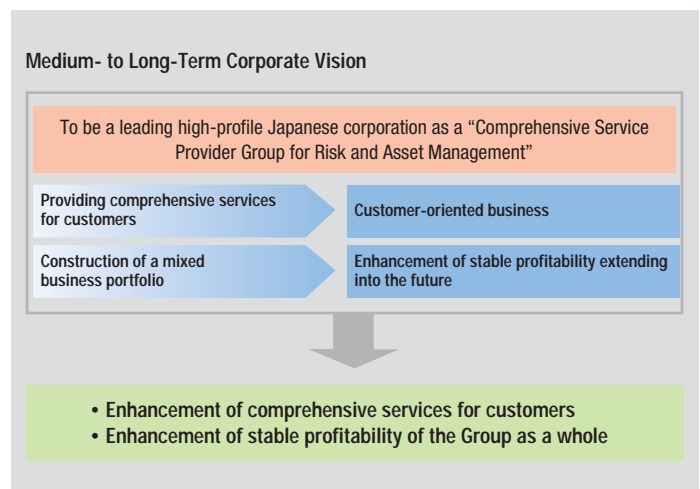 Medium- to Long-Term Corporate Vision
To be a leading high-profile Japanese corporation as a “Comprehensive Service
Provider Group for Risk and Asset Management”
Providing comprehensive services
for customers
Customer-oriented business
Construction of a mixed
business portfolio
Enhancement of stable profitability extending
into the future
• Enhancement of comprehensive services for customers
• Enhancement of stable profitability of the Group as a whole